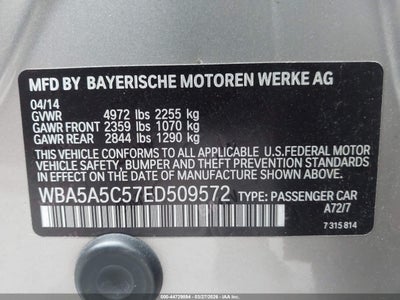 MFD BY BAYERISCHE MOTOREN WERKE AG
04/14
GVWR 4972 lbs 2255 kg
GAWR FRONT 2359 lbs 1070 kg
GAWR REAR 2844 lbs 1290 kg
THIS VEHICLE CONFORMS TO ALL APPLICABLE
U.S.FEDERAL MOTOR
VEHICLE SAFETY, BUMPER, AND THEFT PREVENTION STANDARDS
IN EFFECT ON THE DATE OF MANUFACTURE SHOWN ABOVE.
WBA5A5C57ED509572 TYPE: PASSENGER CAR
A72/7
7 315 814